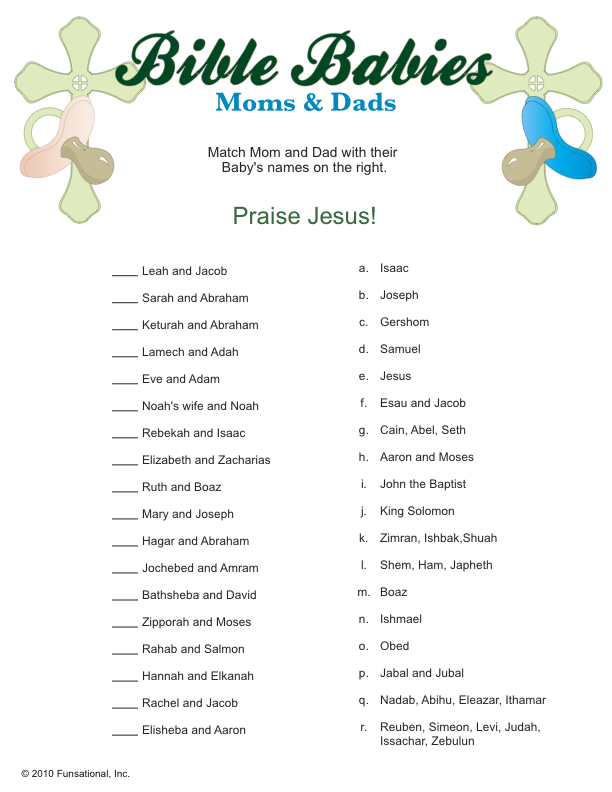 Bible Babies
Moms & Dads
Match Mom and Dad with their
Baby's names on the right.
Praise Jesus!
____ Leah and Jacob
____ Sarah and Abraham
____ Keturah and Abraham
____ Lamech and Adah
____ Eve and Adam
____ Noah's wife and Noah
____ Rebekah and Isaac
____ Elizabeth and Zacharias
____ Ruth and Boaz
____ Mary and Joseph
____ Hagar and Abraham
____ Jochebed and Amram
____ Bathsheba and David
____ Zipporah and Moses
____ Rahab and Salmon
____ Hannah and Elkanah
____ Rachel and Jacob
____ Elisheba and Aaron
a. Isaac
b. Joseph
c. Gershom
d. Samuel
e. Jesus
f. Esau and Jacob
g. Cain, Abel, Seth
h. Aaron and Moses
i. John the Baptist
j. King Solomon
k. Zimran, Ishbak,Shuah
l. Shem, Ham, Japheth
m. Boaz
n. Ishmael
o. Obed
p. Jabal and Jubal
q. Nadab, Abihu, Eleazar, Ithamar
r. Reuben, Simeon, Levi, Judah,
Issachar, Zebulun
© 2010 Funsational, Inc.